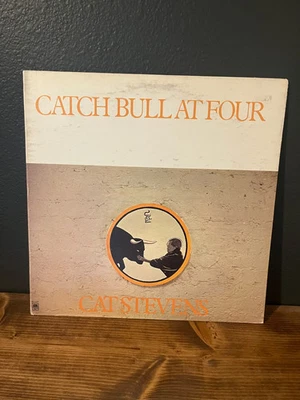 CATCH BULL AT FOUR
CAT STEVENS